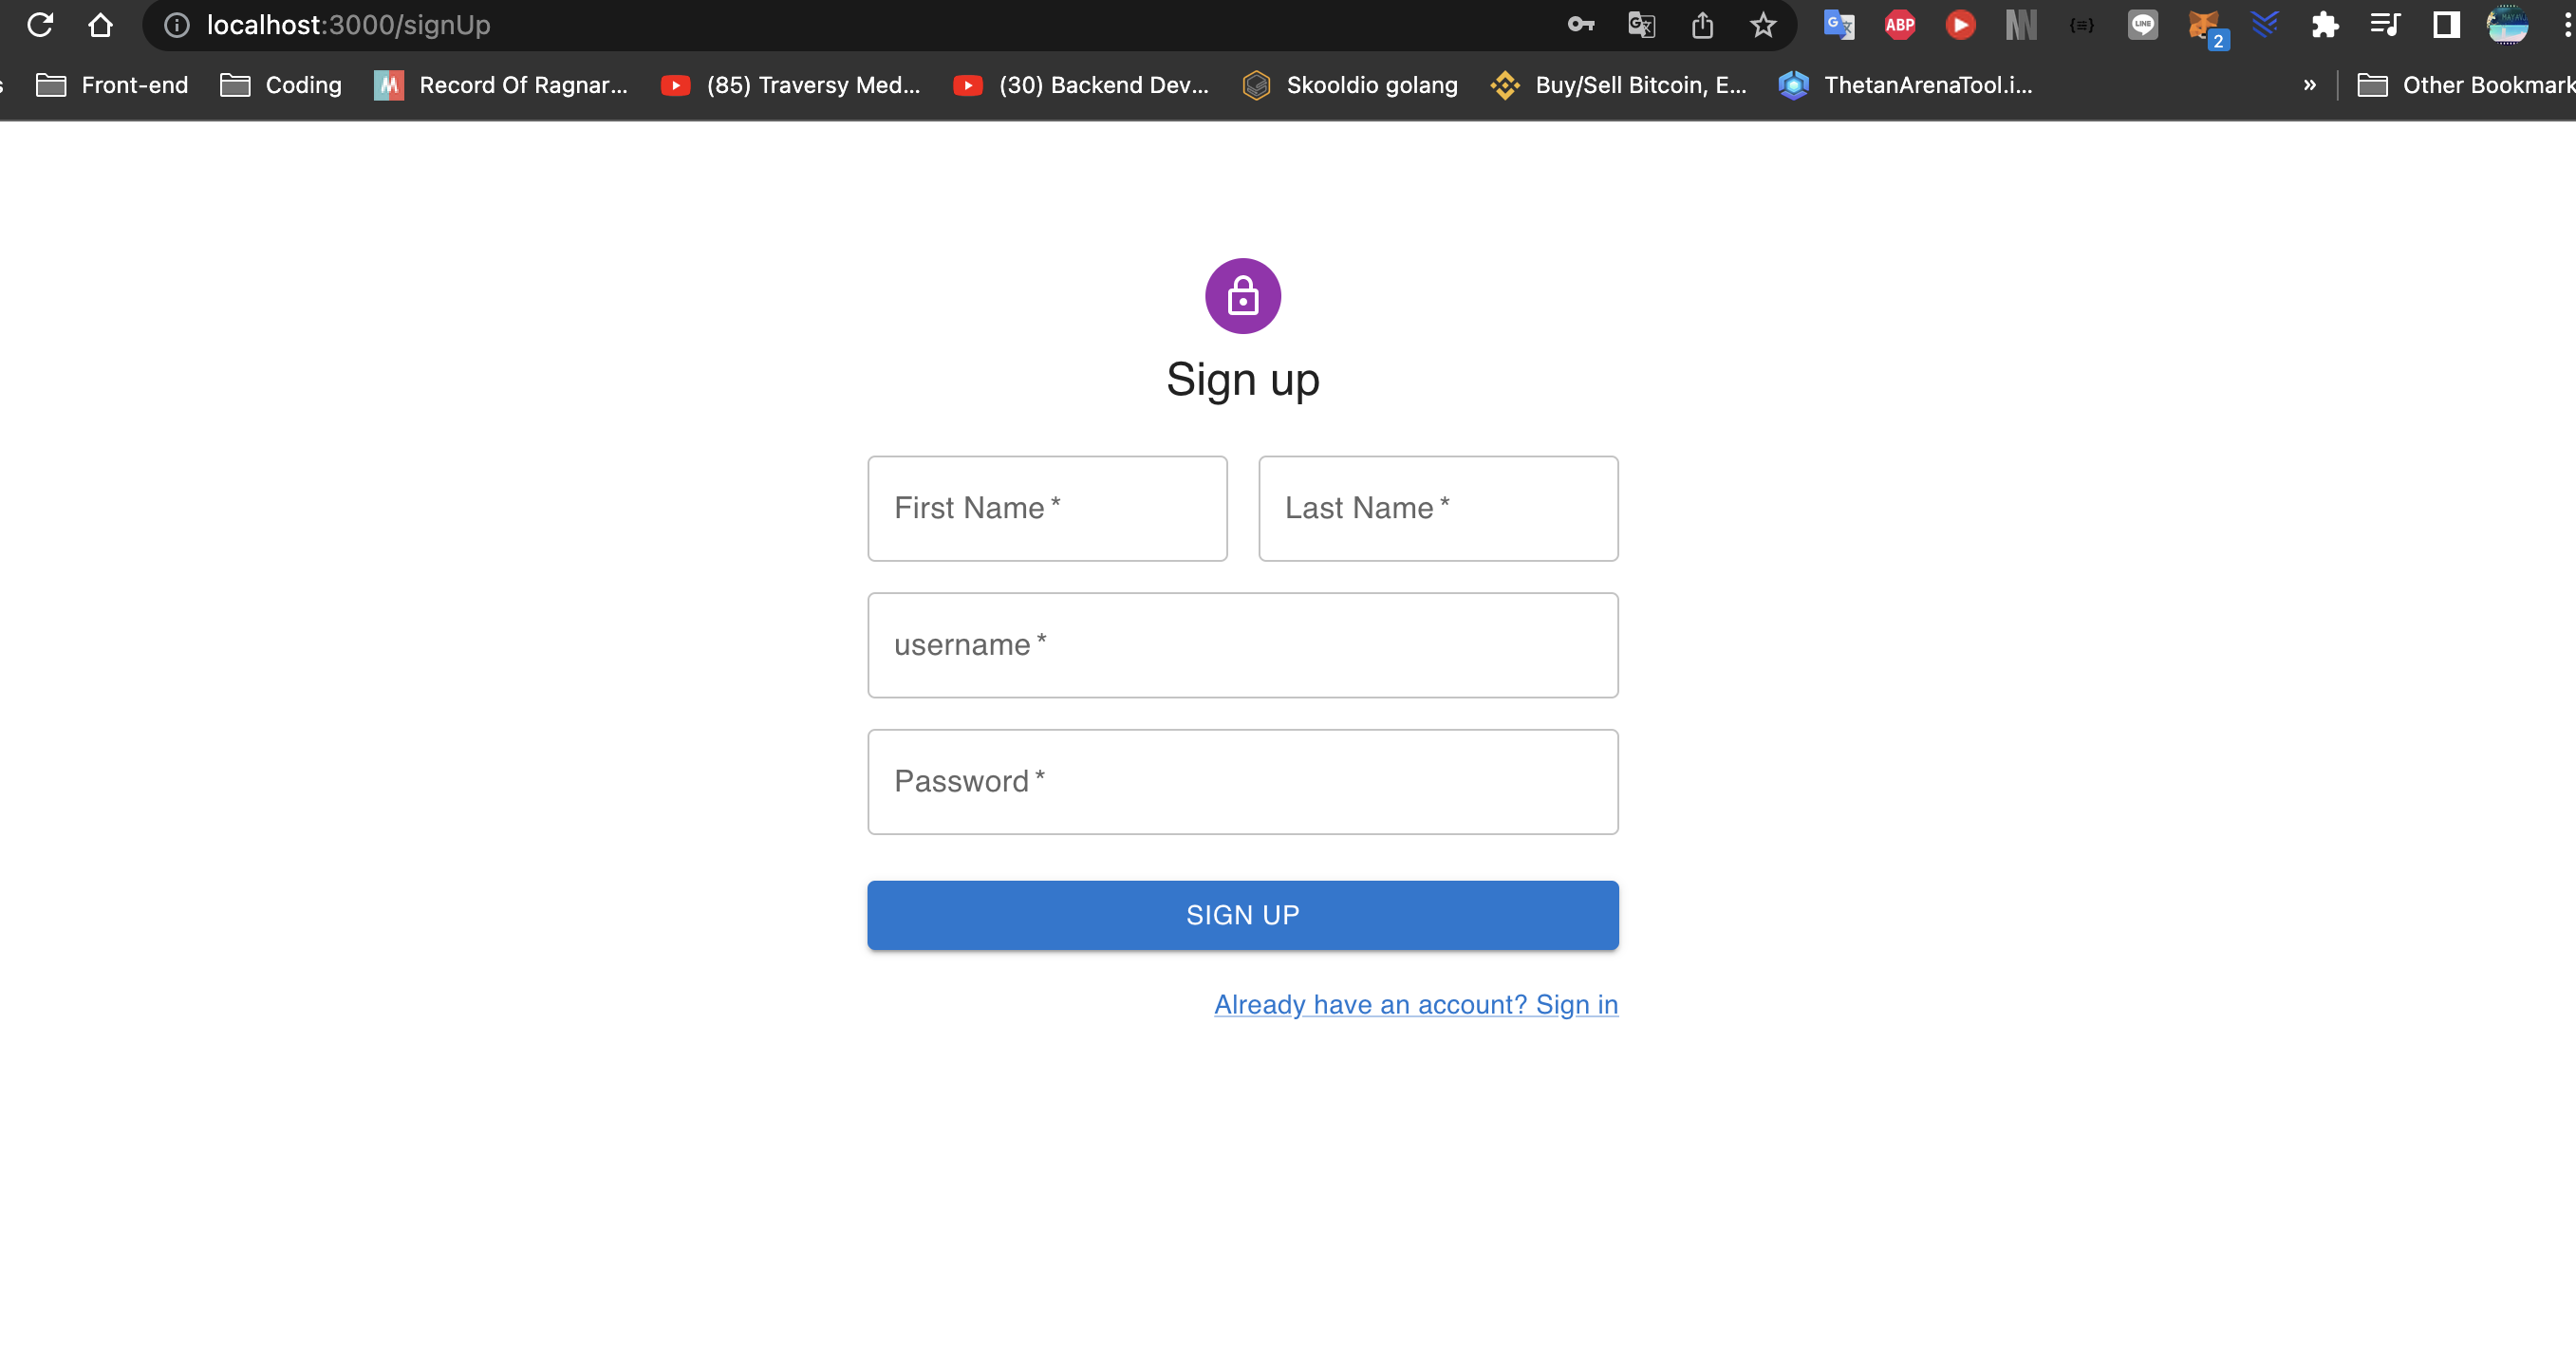 localhost:3000/signUp
ABP
LINE
2
Front-end
Coding
M
Record Of Ragnar...
(85) Traversy Med...
(30) Backend Dev...
Skooldio golang
Buy/Sell Bitcoin, E...
ThetanArenaTool.i...
»
Other Bookmark
Sign up
First Name *
Last Name *
username *
Password *
SIGN UP
Already have an account? Sign in